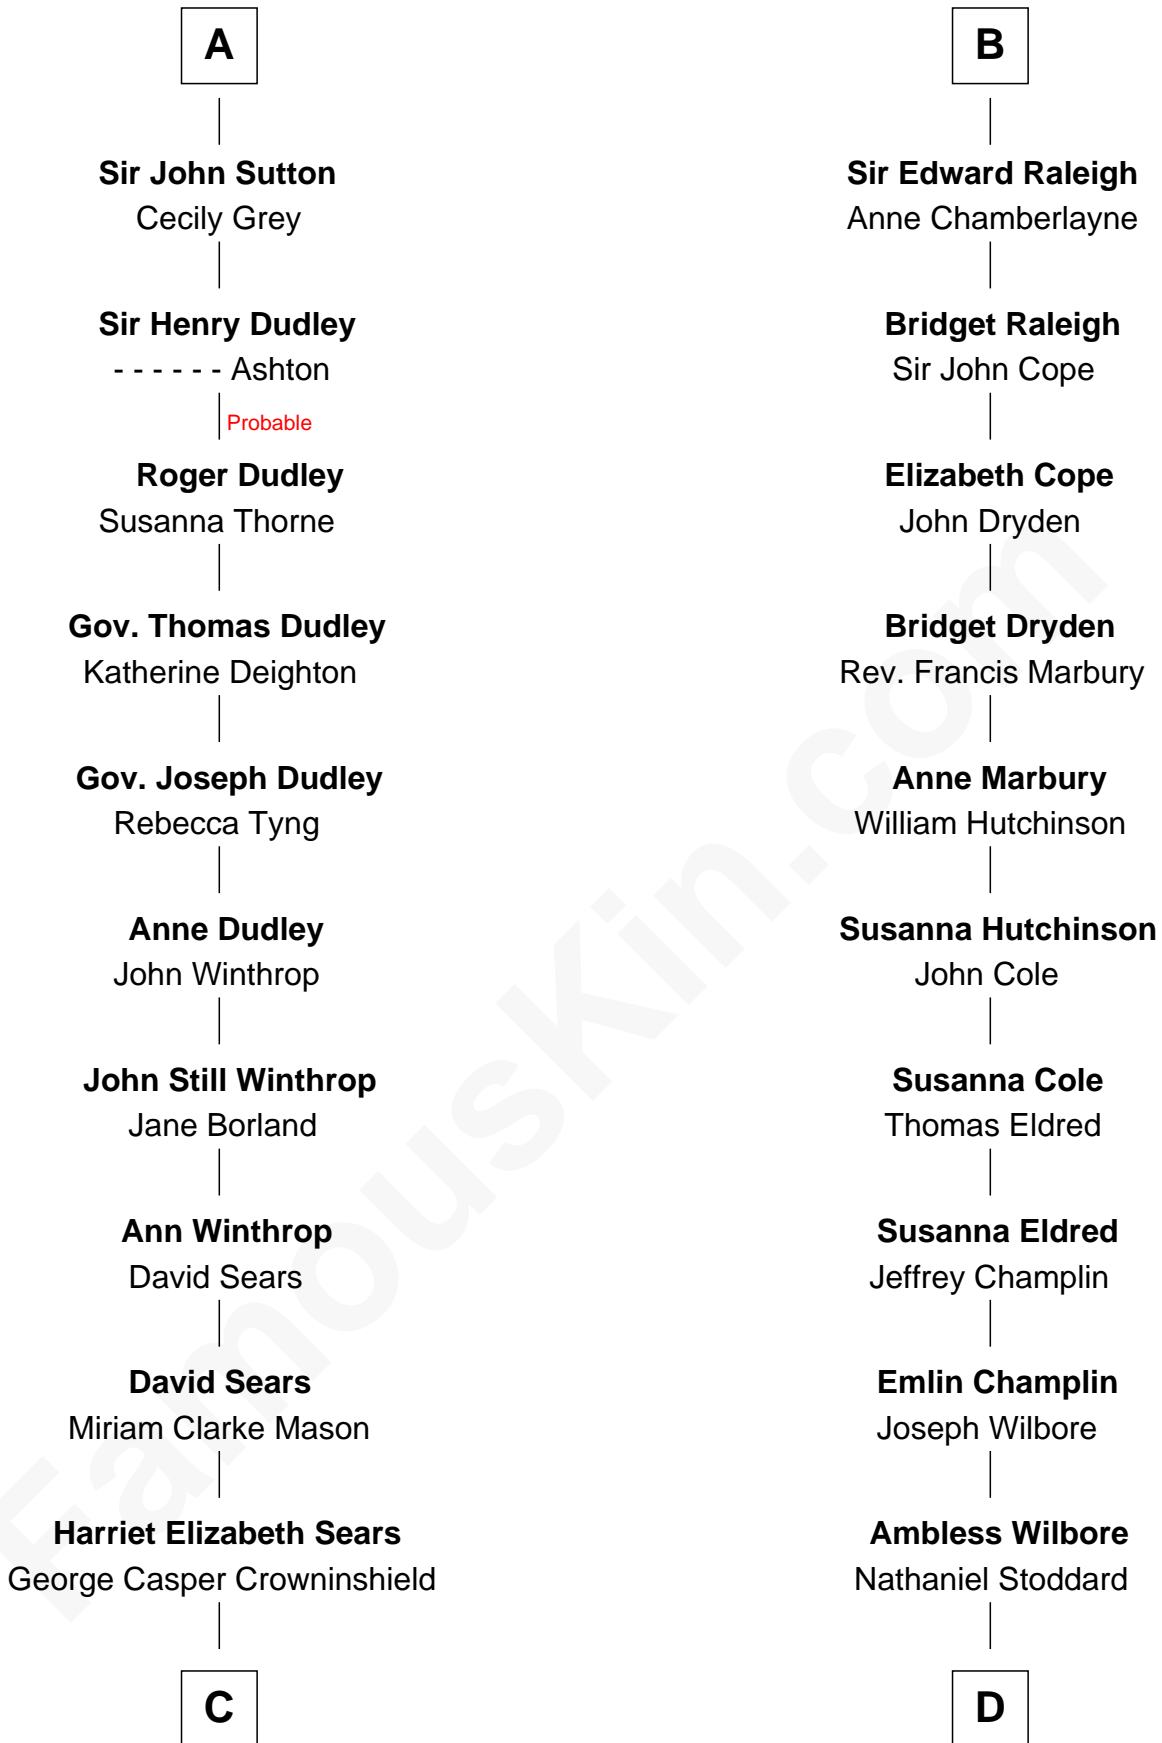 A
Sir John Sutton
Cecily Grey
Sir Henry Dudley
- - - - - - Ashton
Probable
Roger Dudley
Susanna Thorne
Gov. Thomas Dudley
Katherine Deighton
Gov. Joseph Dudley
Rebecca Tyng
Anne Dudley
John Winthrop
John Still Winthrop
Jane Borland
Ann Winthrop
David Sears
David Sears
Miriam Clarke Mason
Harriet Elizabeth Sears
George Casper Crowninshield
C
B
Sir Edward Raleigh
Anne Chamberlayne
Bridget Raleigh
Sir John Cope
Elizabeth Cope
John Dryden
Bridget Dryden
Rev. Francis Marbury
Anne Marbury
William Hutchinson
Susanna Hutchinson
John Cole
Susanna Cole
Thomas Eldred
Susanna Eldred
Jeffrey Champlin
Emlin Champlin
Joseph Wilbore
Ambless Wilbore
Nathaniel Stoddard
D
FamousKin.com